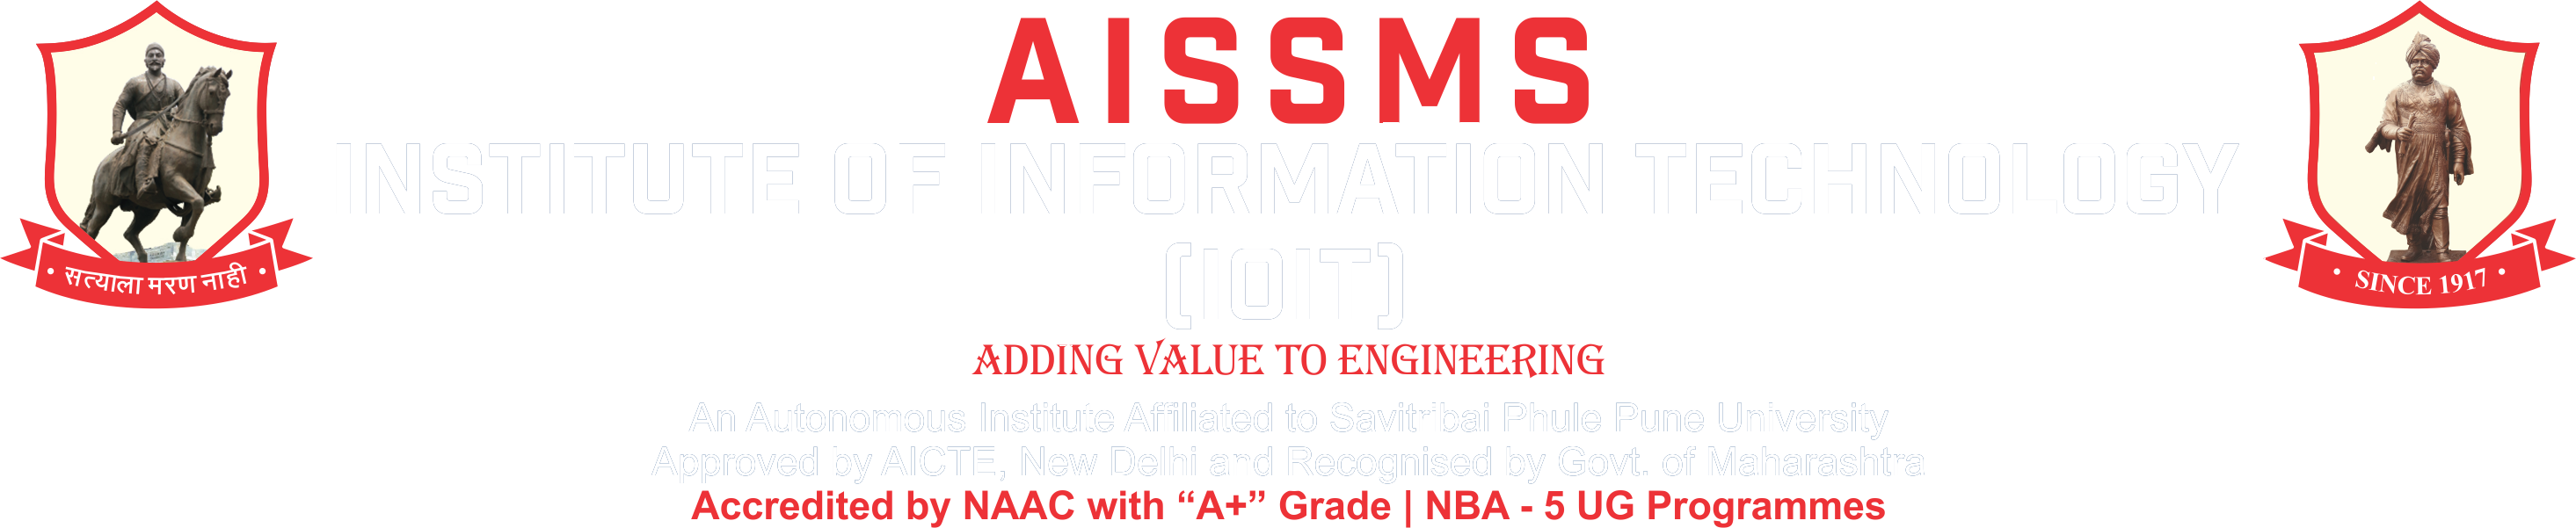 AISSMS
INSTITUTE OF INFORMATION TECHNOLOGY
(IOIT)
ADDING VALUE TO ENGINEERING
An Autonomous Institute Affiliated to Savitribai Phule Pune University
Approved by AICTE, New Delhi and Recognised by Govt. of Maharashtra
Accredited by NAAC with “A+” Grade | NBA - 5 UG Programmes
• सत्याला मरण नाही •
• SINCE 1917 •